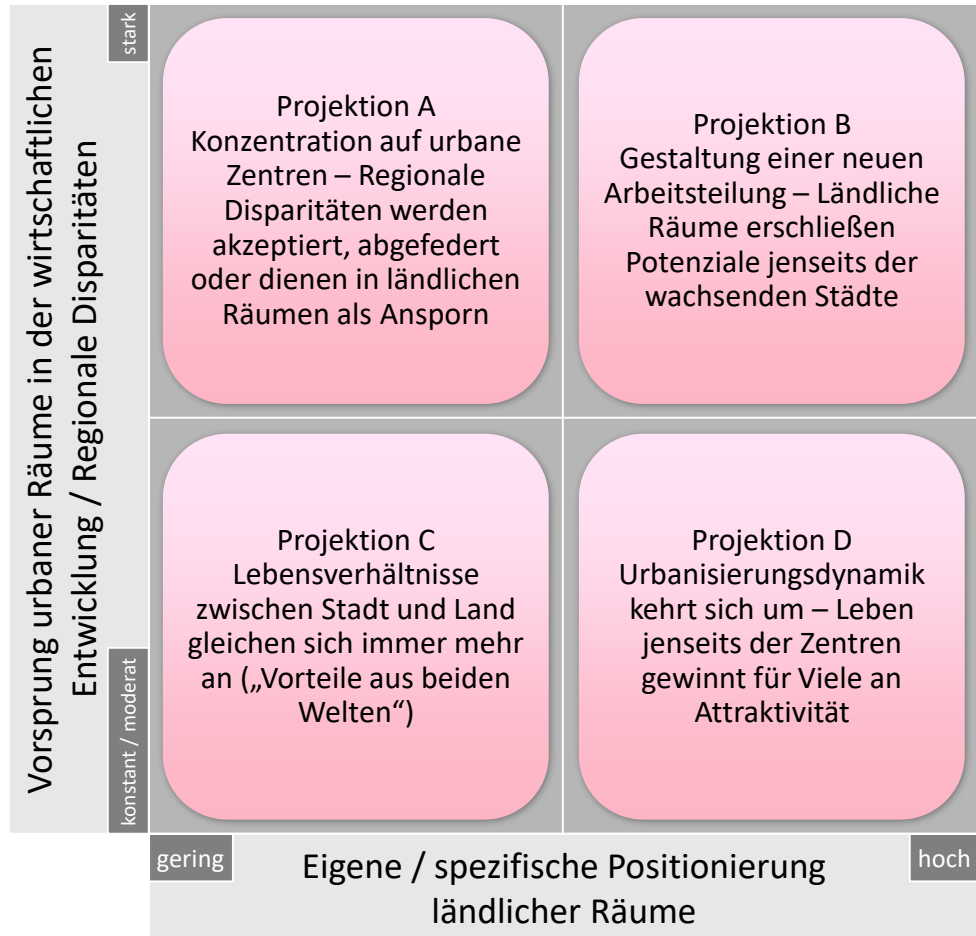 Vorsprung urbaner Räume in der wirtschaftlichen
Entwicklung / Regionale Disparitäten
stark
konstant / moderat
Projektion A
Konzentration auf urbane
Zentren – Regionale
Disparitäten werden
akzeptiert, abgefedert
oder dienen in ländlichen
Räumen als Ansporn
Projektion B
Gestaltung einer neuen
Arbeitsteilung – Ländliche
Räume erschließen
Potenziale jenseits der
wachsenden Städte
Projektion C
Lebensverhältnisse
zwischen Stadt und Land
gleichen sich immer mehr
an („Vorteile aus beiden
Welten“)
Projektion D
Urbanisierungsdynamik
kehrt sich um – Leben
jenseits der Zentren
gewinnt für Viele an
Attraktivität
gering
Eigene / spezifische Positionierung
ländlicher Räume
hoch